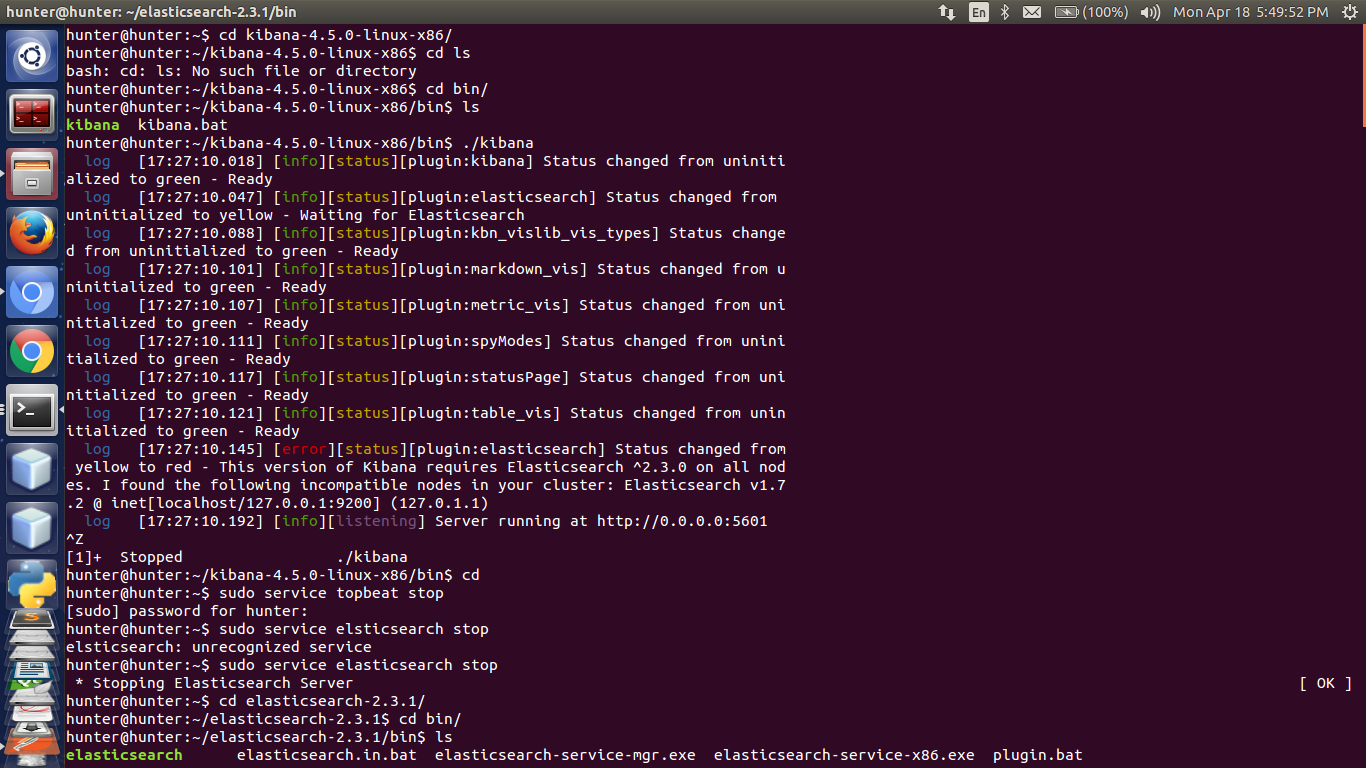 hunter@hunter: ~/elasticsearch-2.3.1/bin
En
(100%)
Mon Apr 18 5:49:52 PM
hunter@hunter:~$ cd kibana-4.5.0-linux-x86/
hunter@hunter:~/kibana-4.5.0-linux-x86$ cd ls
bash: cd: ls: No such file or directory
hunter@hunter:~/kibana-4.5.0-linux-x86$ cd bin/
hunter@hunter:~/kibana-4.5.0-linux-x86/bin$ ls
kibana  kibana.bat
hunter@hunter:~/kibana-4.5.0-linux-x86/bin$ ./kibana
  log   [17:27:10.018] [info][status][plugin:kibana] Status changed from uniniti
alized to green - Ready
  log   [17:27:10.047] [info][status][plugin:elasticsearch] Status changed from
uninitialized to yellow - Waiting for Elasticsearch
  log   [17:27:10.088] [info][status][plugin:kbn_vislib_vis_types] Status change
d from uninitialized to green - Ready
  log   [17:27:10.101] [info][status][plugin:markdown_vis] Status changed from u
ninitialized to green - Ready
  log   [17:27:10.107] [info][status][plugin:metric_vis] Status changed from uni
nitialized to green - Ready
  log   [17:27:10.111] [info][status][plugin:spyModes] Status changed from unini
tialized to green - Ready
  log   [17:27:10.117] [info][status][plugin:statusPage] Status changed from uni
nitialized to green - Ready
  log   [17:27:10.121] [info][status][plugin:table_vis] Status changed from unin
itialized to green - Ready
  log   [17:27:10.145] [error][status][plugin:elasticsearch] Status changed from
 yellow to red - This version of Kibana requires Elasticsearch ^2.3.0 on all nod
es. I found the following incompatible nodes in your cluster: Elasticsearch v1.7
.2 @ inet[localhost/127.0.0.1:9200] (127.0.1.1)
  log   [17:27:10.192] [info][listening] Server running at http://0.0.0.0:5601
^Z
[1]+  Stopped                 ./kibana
hunter@hunter:~/kibana-4.5.0-linux-x86/bin$ cd
hunter@hunter:~$ sudo service topbeat stop
[sudo] password for hunter:
hunter@hunter:~$ sudo service elsticsearch stop
elsticsearch: unrecognized service
hunter@hunter:~$ sudo service elasticsearch stop
 * Stopping Elasticsearch Server [ OK ]
hunter@hunter:~$ cd elasticsearch-2.3.1/
hunter@hunter:~/elasticsearch-2.3.1$ cd bin/
hunter@hunter:~/elasticsearch-2.3.1/bin$ ls
elasticsearch      elasticsearch.in.bat  elasticsearch-service-mgr.exe  elasticsearch-service-x86.exe  plugin.bat